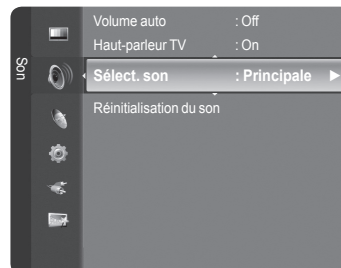 Son
Volume auto : Off
Haut-parleur TV : On
Sélect. son : Principale
Réinitialisation du son